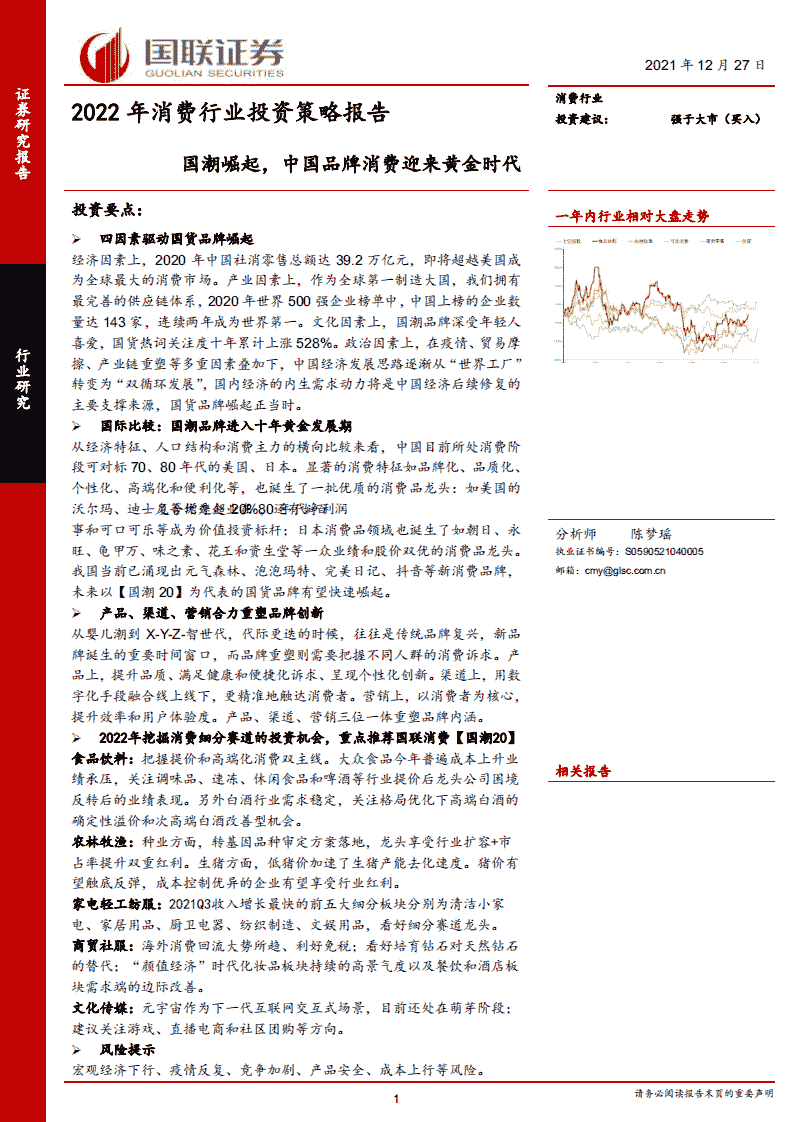 证券研究报告
行业研究
国联证券
GUOLIAN SECURITIES
2021 年 12 月 27 日
2022 年消费行业投资策略报告
国潮崛起，中国品牌消费迎来黄金时代
消费行业
投资建议： 强于大市（买入）
一年内行业相对大盘走势
投资要点：
➢ 四因素驱动国货品牌崛起
经济因素上，2020 年中国社消零售总额达 39.2 万亿元，即将超越美国成
为全球最大的消费市场。产业因素上，作为全球第一制造大国，我们拥有
最完善的供应链体系，2020 年世界 500 强企业榜单中，中国上榜的企业数
量达 143 家，连续两年成为世界第一。文化因素上，国潮品牌深受年轻人
喜爱，国货热词关注度十年累计上涨 528%。政治因素上，在疫情、贸易摩
擦、产业链重塑等多重因素叠加下，中国经济发展思路逐渐从“世界工厂”
转变为“双循环发展”，国内经济的内生需求动力将是中国经济后续修复的
主要支撑来源，国货品牌崛起正当时。
➢ 国际比较：国潮品牌进入十年黄金发展期
从经济特征、人口结构和消费主力的横向比较来看，中国目前所处消费阶
段可对标 70、80 年代的美国、日本。显著的消费特征如品牌化、品质化、
个性化、高端化和便利化等，也诞生了一批优质的消费品龙头：如美国的
沃尔玛、迪士尼等
事和可口可乐等成为价值投资标杆；日本消费品领域也诞生了如朝日、永
旺、龟甲万、味之素、花王和资生堂等一众业绩和股价双优的消费品龙头。
我国当前已涌现出元气森林、泡泡玛特、完美日记、抖音等新消费品牌，
未来以【国潮 20】为代表的国货品牌有望快速崛起。
➢ 产品、渠道、营销合力重塑品牌创新
从婴儿潮到 X-Y-Z-智世代，代际更迭的时候，往往是传统品牌复兴，新品
牌诞生的重要时间窗口，而品牌重塑则需要把握不同人群的消费诉求。产
品上，提升品质、满足健康和便捷化诉求、呈现个性化创新。渠道上，用数
字化手段融合线上线下，更精准地触达消费者。营销上，以消费者为核心，
提升效率和用户体验度。产品、渠道、营销三位一体重塑品牌内涵。
➢ 2022年挖掘消费细分赛道的投资机会，重点推荐国联消费【国潮20】
食品饮料：把握提价和高端化消费双主线。大众食品今年普遍成本上升业
绩承压，关注调味品、速冻、休闲食品和啤酒等行业提价后龙头公司困境
反转后的业绩表现。另外白酒行业需求稳定，关注格局优化下高端白酒的
确定性溢价和次高端白酒改善型机会。
农林牧渔：种业方面，转基因品种审定方案落地，龙头享受行业扩容+市
占率提升双重红利。生猪方面，低猪价加速了生猪产能去化速度。猪价有
望触底反弹，成本控制优异的企业有望享受行业红利。
家电轻工纺服：2021Q3收入增长最快的前五大细分板块分别为清洁小家
电、家居用品、厨卫电器、纺织制造、文娱用品，看好细分赛道龙头。
商贸社服：海外消费回流大势所趋、利好免税；看好培育钻石对天然钻石
的替代；“颜值经济”时代化妆品板块持续的高景气度以及餐饮和酒店板
块需求端的边际改善。
文化传媒：元宇宙作为下一代互联网交互式场景，目前还处在萌芽阶段；
建议关注游戏、直播电商和社区团购等方向。
➢ 风险提示
宏观经济下行、疫情反复、竞争加剧、产品安全、成本上行等风险。
分析师 陈梦瑶
执业证书编号：S0590521040005
邮箱：cmy@glsc.com.cn
相关报告
1
请务必阅读报告末页的重要声明